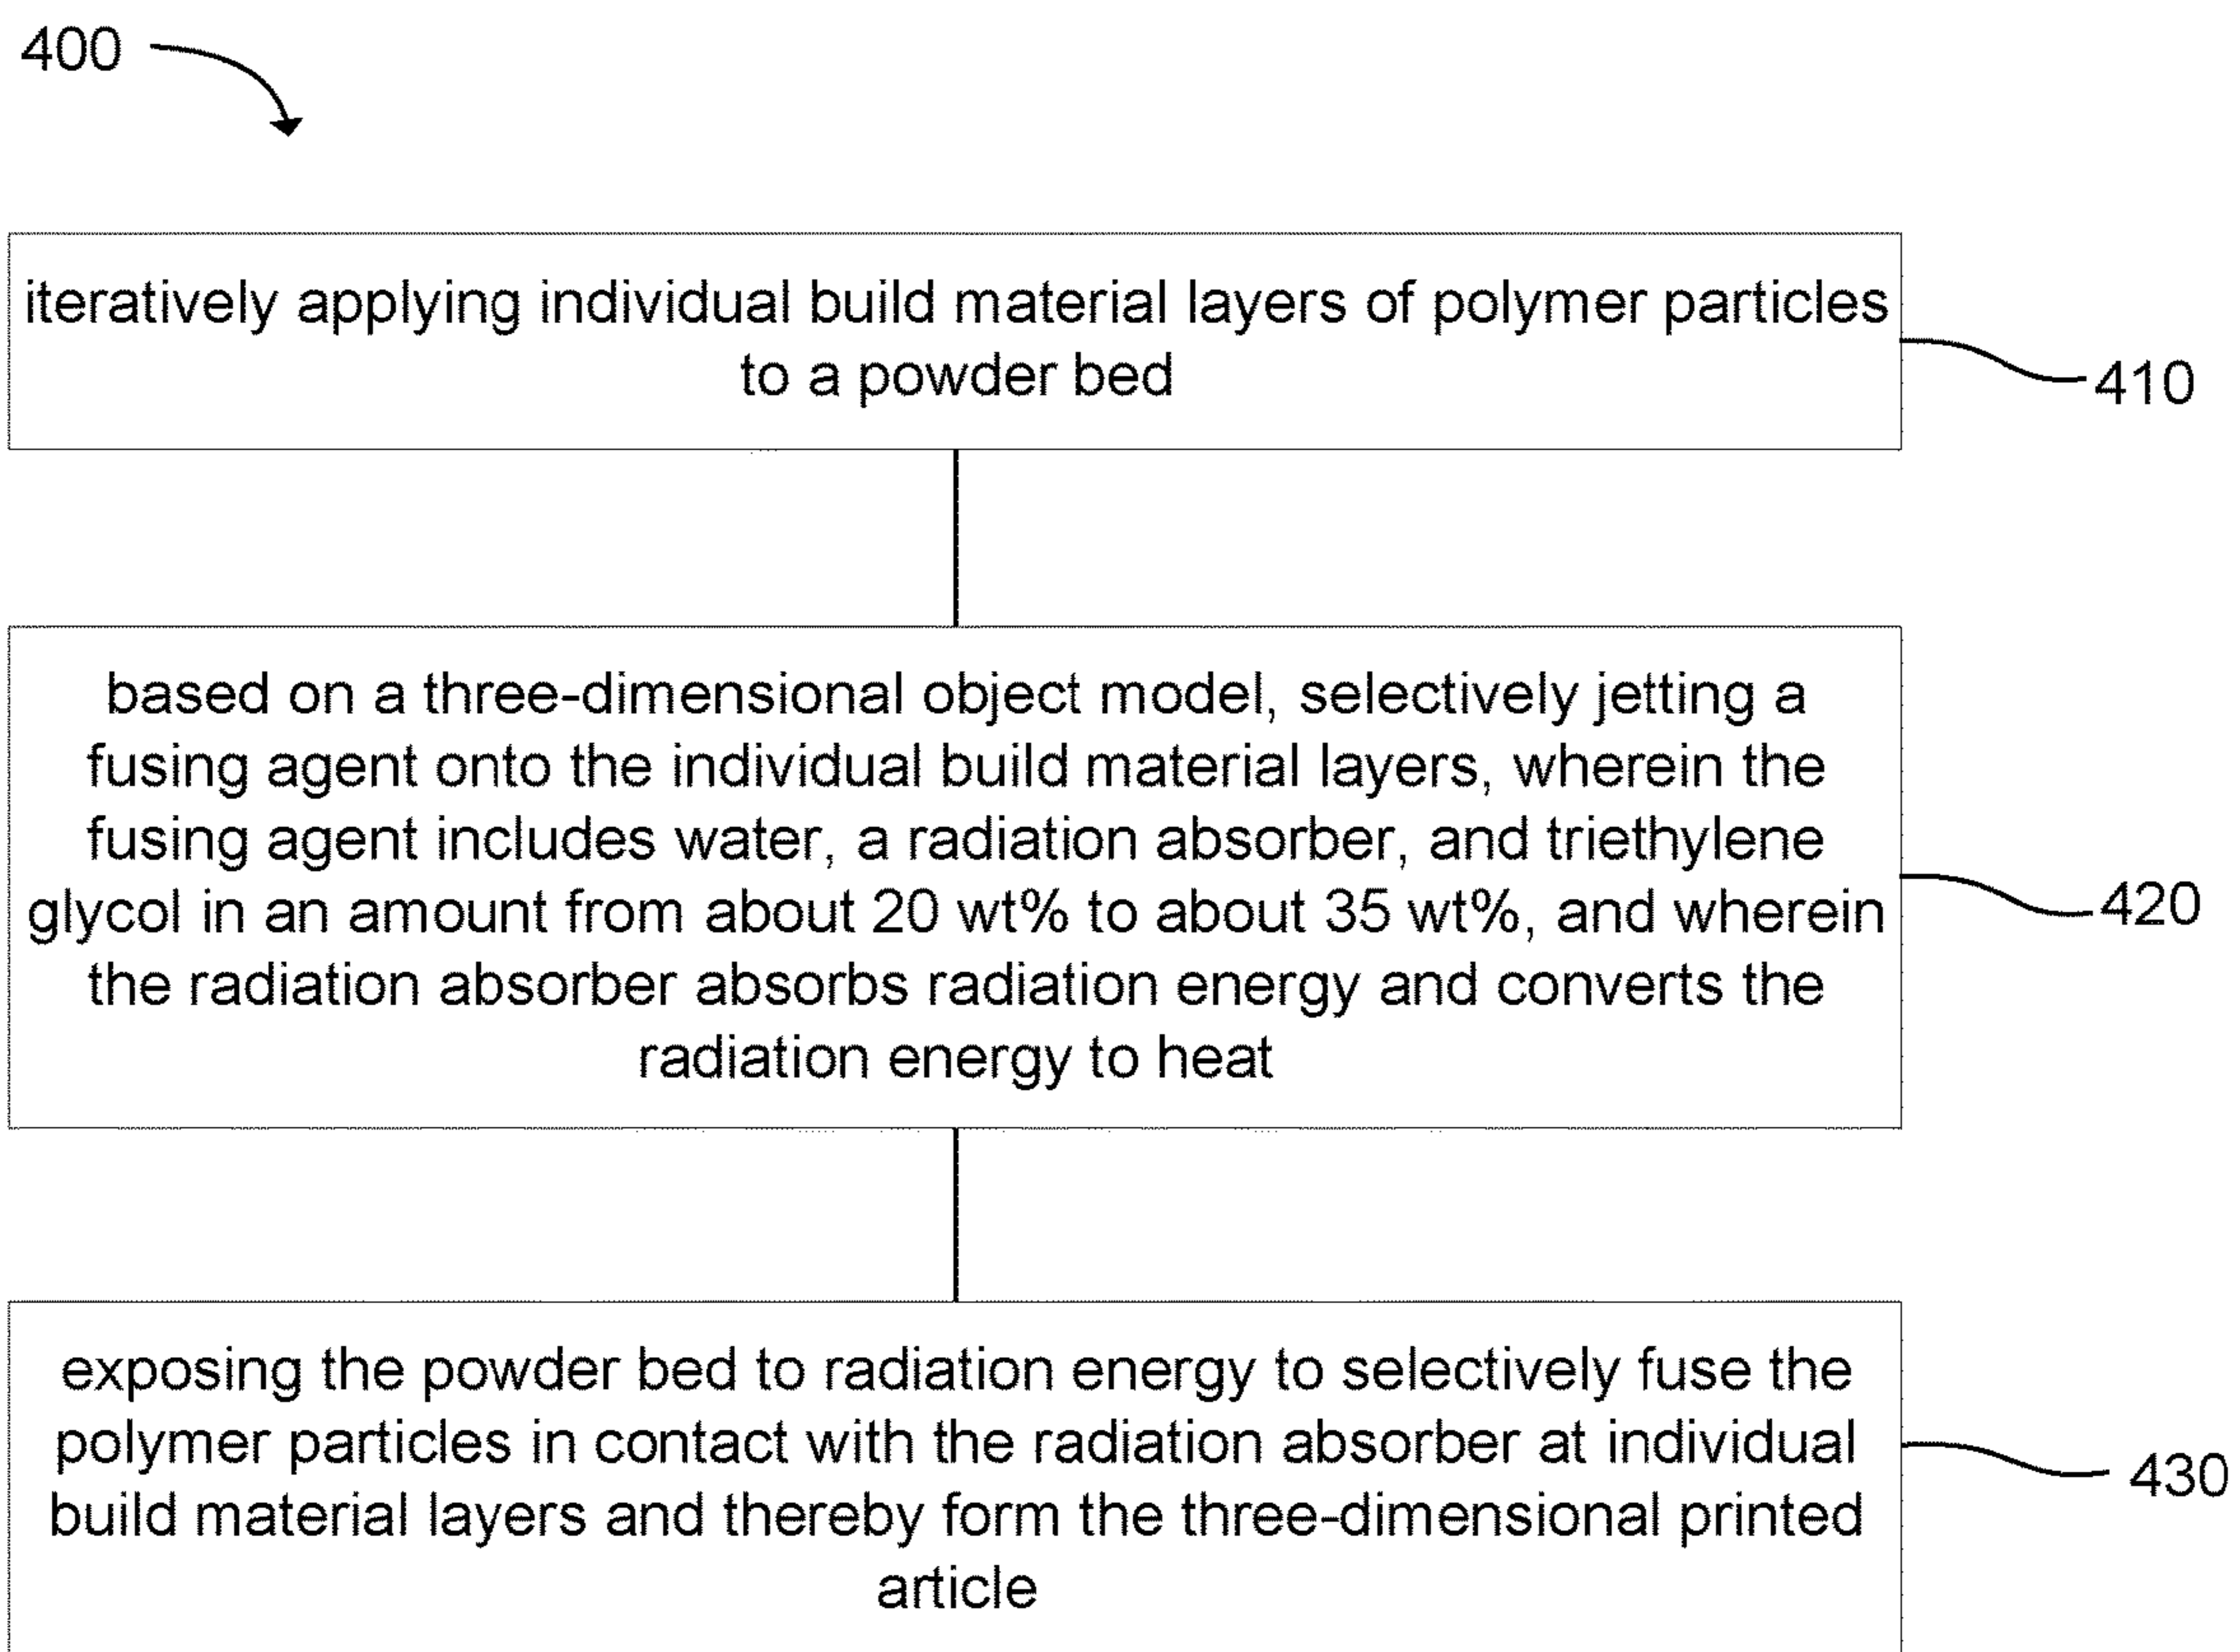 400
iteratively applying individual build material layers of polymer particles
to a powder bed
410
based on a three-dimensional object model, selectively jetting a
fusing agent onto the individual build material layers, wherein the
fusing agent includes water, a radiation absorber, and triethylene
glycol in an amount from about 20 wt% to about 35 wt%, and wherein
the radiation absorber absorbs radiation energy and converts the
radiation energy to heat
420
exposing the powder bed to radiation energy to selectively fuse the
polymer particles in contact with the radiation absorber at individual
build material layers and thereby form the three-dimensional printed
article
430